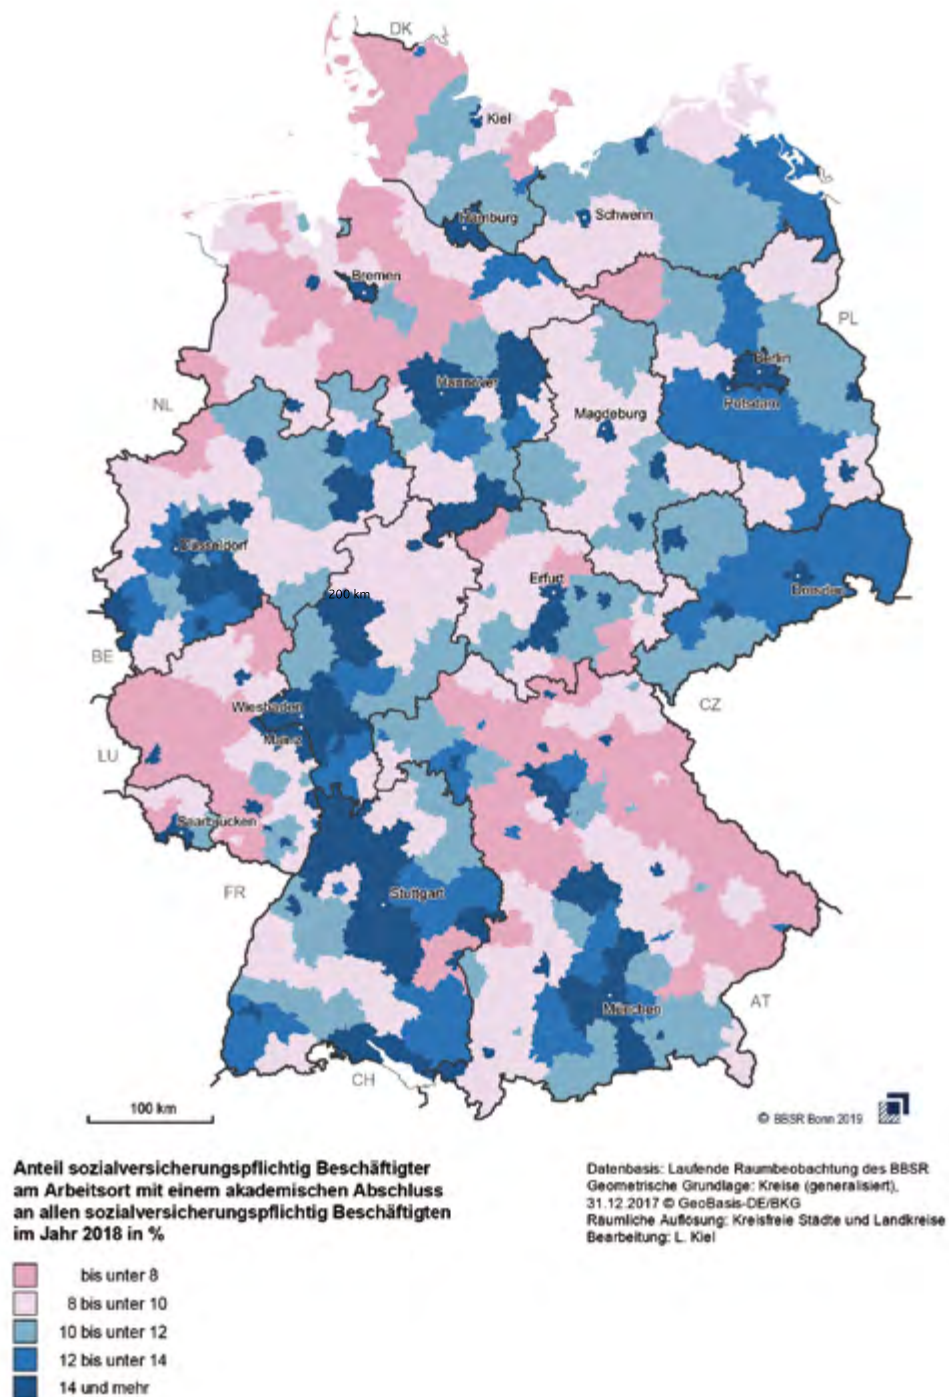 DK
Kiel
Hamburg
Schwerin
Bremen
PL
Berlin
Hannover
Potsdam
NL
Magdeburg
Düsseldorf
Erfurt
200 km
Dresden
BE
CZ
Wiesbaden
Mainz
LU
Saarbrücken
FR
Stuttgart
AT
München
CH
100 km
© BBSR Bonn 2019
Anteil sozialversicherungspflichtig Beschäftigter
am Arbeitsort mit einem akademischen Abschluss
an allen sozialversicherungspflichtig Beschäftigten
im Jahr 2018 in %
Datenbasis: Laufende Raumbeobachtung des BBSR
Geometrische Grundlage: Kreise (generalisiert),
31.12.2017 © GeoBasis-DE/BKG
Räumliche Auflösung: Kreisfreie Städte und Landkreise
Bearbeitung: L. Kiel
bis unter 8
8 bis unter 10
10 bis unter 12
12 bis unter 14
14 und mehr